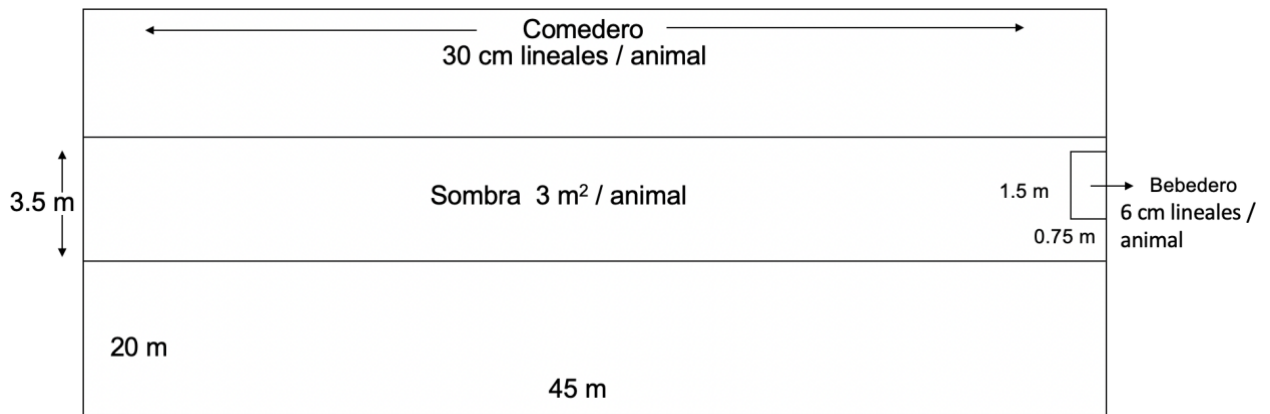 Comedero
30 cm lineales / animal
3.5 m
Sombra 3 m² / animal
1.5 m
0.75 m
Bebedero
6 cm lineales /
animal
20 m
45 m